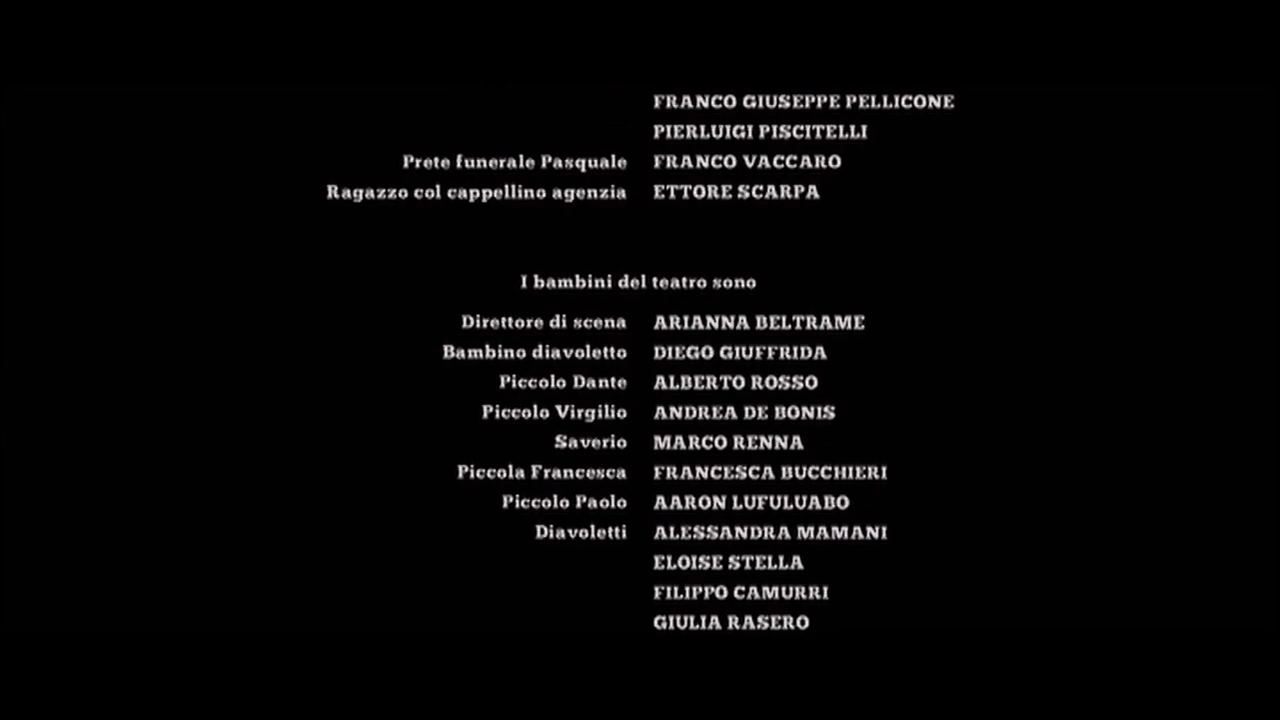 FRANCO GIUSEPPE PELLICONE
PIERLUIGI PISCITELLI
Prete funerale Pasquale FRANCO VACCARO
Ragazzo col cappellino agenzia ETTORE SCARPA
I bambini del teatro sono
Direttore di scena ARIANNA BELTRAME
Bambino diavoletto DIEGO GIUFFRIDA
Piccolo Dante ALBERTO ROSSO
Piccolo Virgilio ANDREA DE BONIS
Saverio MARCO RENNA
Piccola Francesca FRANCESCA BUCCHIERI
Piccolo Paolo AARON LUFULUABO
Diavoletti ALESSANDRA MAMANI
ELOISE STELLA
FILIPPO CAMURRI
GIULIA RASERO